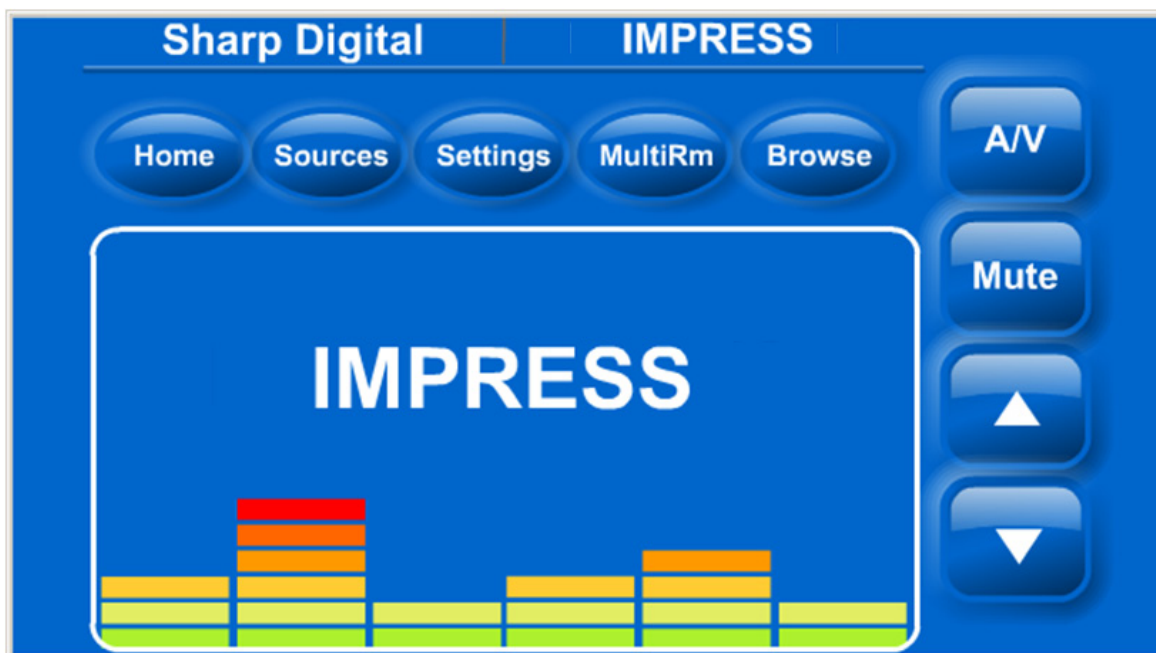 Sharp Digital IMPRESS
Home Sources Settings MultiRm Browse
A/V
Mute
IMPRESS